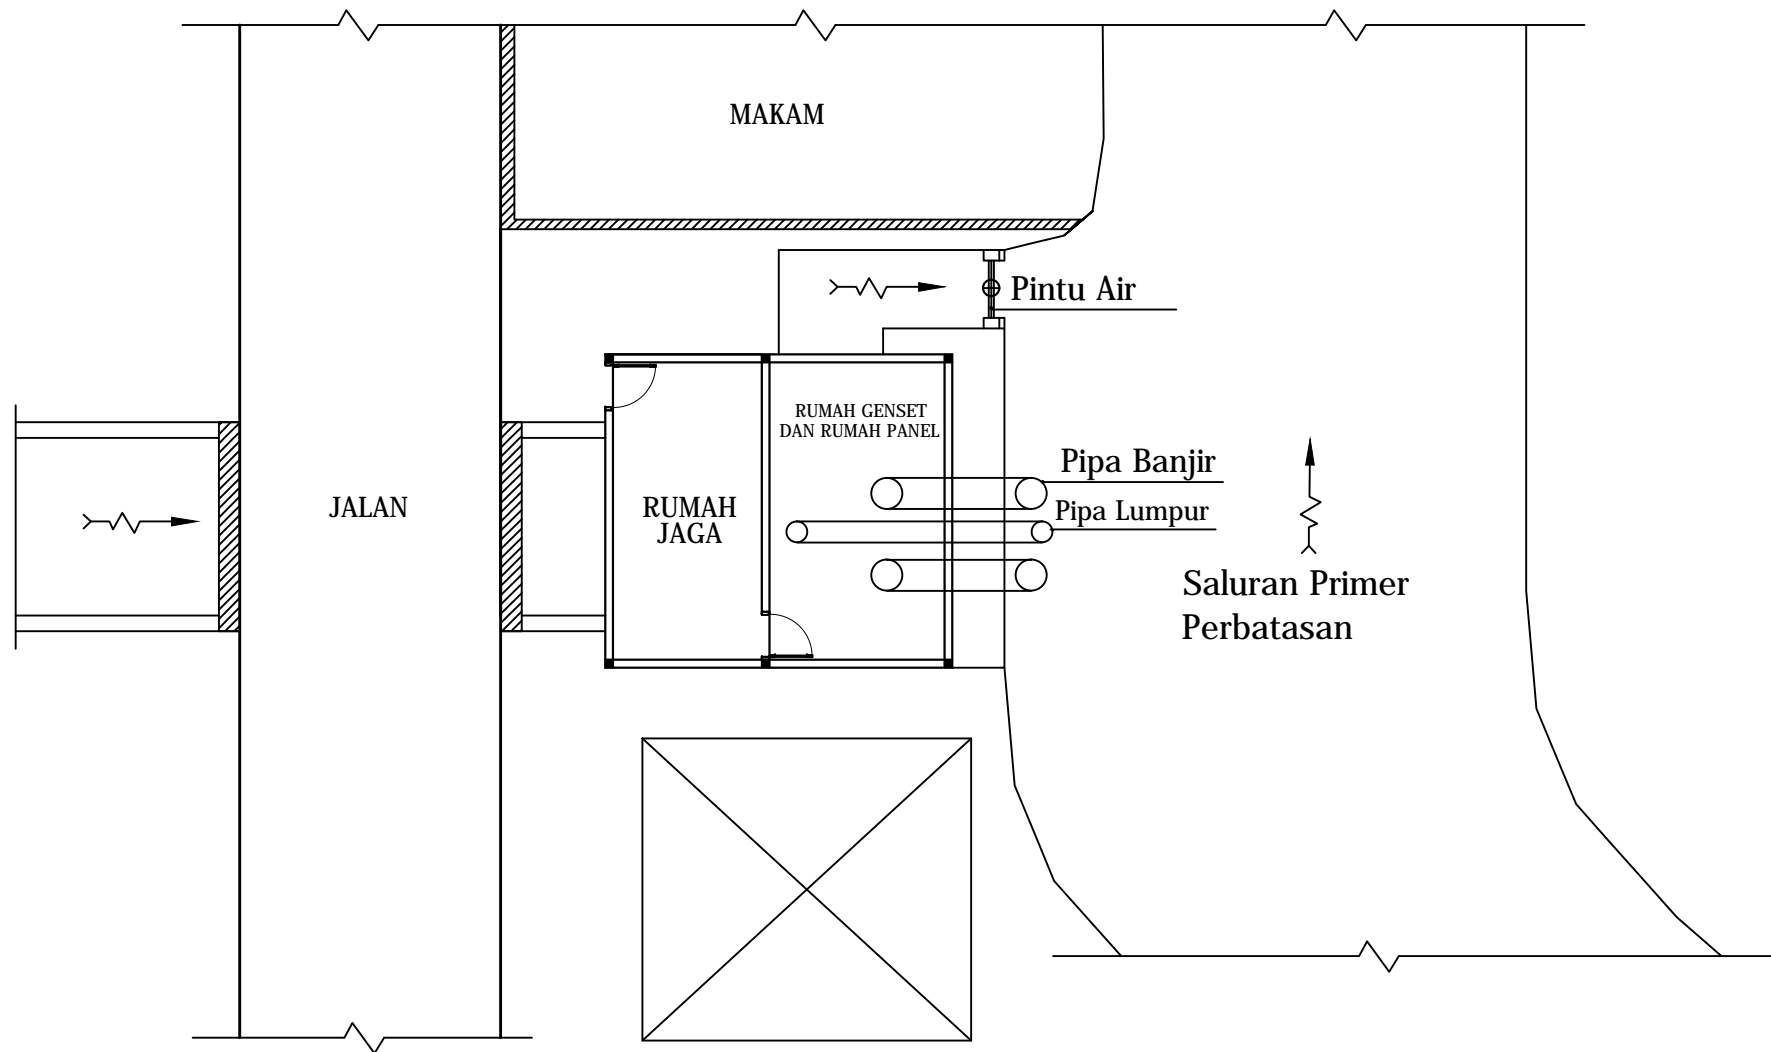 MAKAM
Pintu Air
RUMAH GENSET
DAN RUMAH PANEL
Pipa Banjir
JALAN
RUMAH
JAGA
Pipa Lumpur
Saluran Primer
Perbatasan